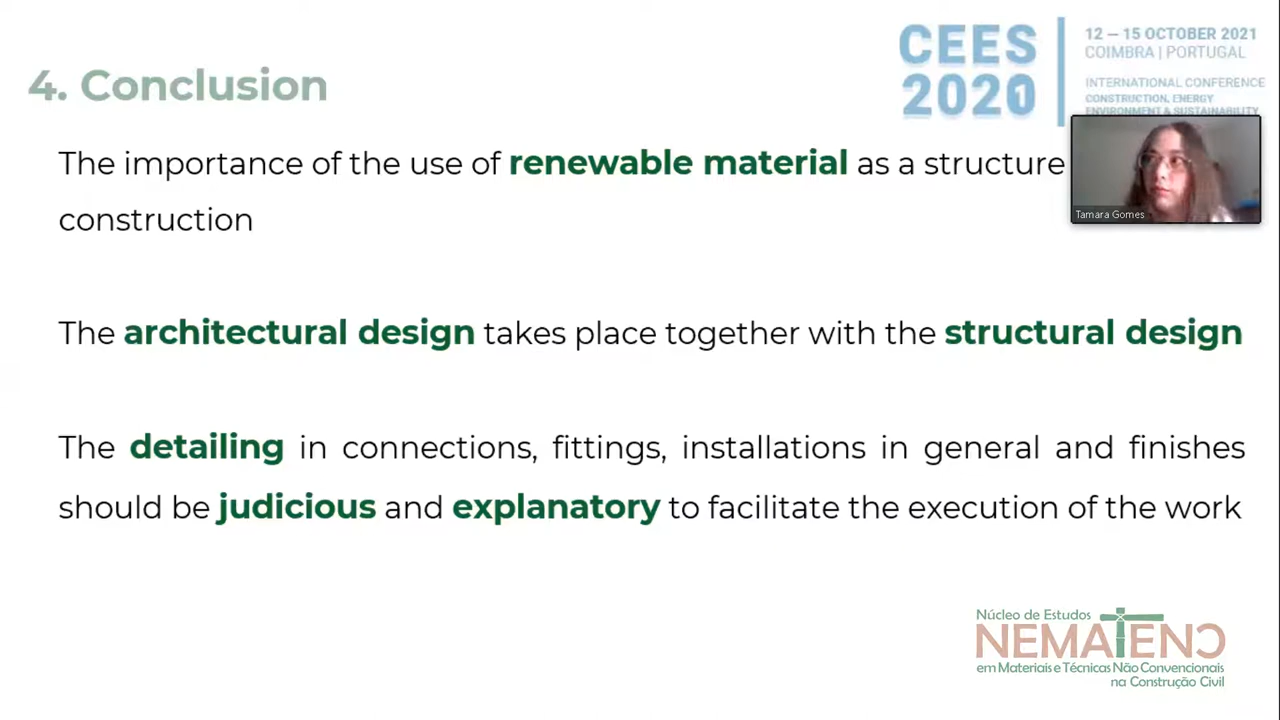 CEES
2020
12 — 15 OCTOBER 2021
COIMBRA | PORTUGAL
INTERNATIONAL CONFERENCE
CONSTRUCTION, ENERGY
ENVIRONMENT & SUSTAINABILITY
4. Conclusion
The importance of the use of renewable material as a structure
construction
Tamara Gomes
The architectural design takes place together with the structural design
The detailing in connections, fittings, installations in general and finishes
should be judicious and explanatory to facilitate the execution of the work
Núcleo de Estudos
NEMATENC
em Materiais e Técnicas Não Convencionais
na Construção Civil